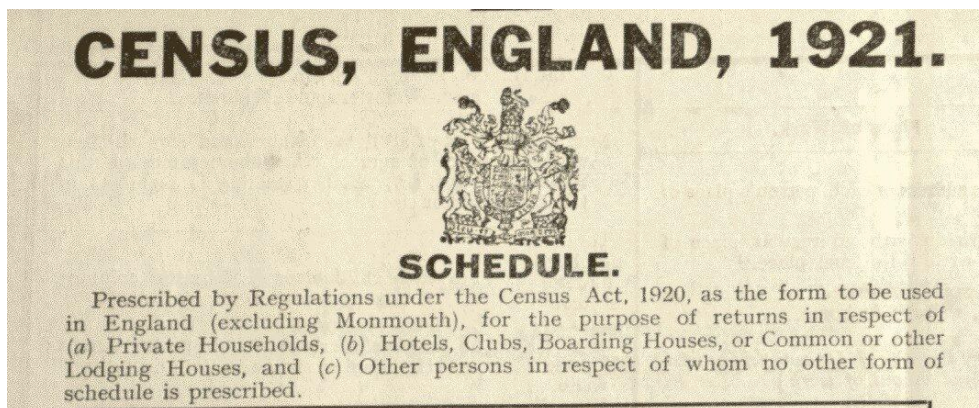 CENSUS, ENGLAND, 1921.
SCHEDULE.
Prescribed by Regulations under the Census Act, 1920, as the form to be used
in England (excluding Monmouth), for the purpose of returns in respect of
(a) Private Households, (b) Hotels, Clubs, Boarding Houses, or Common or other
Lodging Houses, and (c) Other persons in respect of whom no other form of
schedule is prescribed.